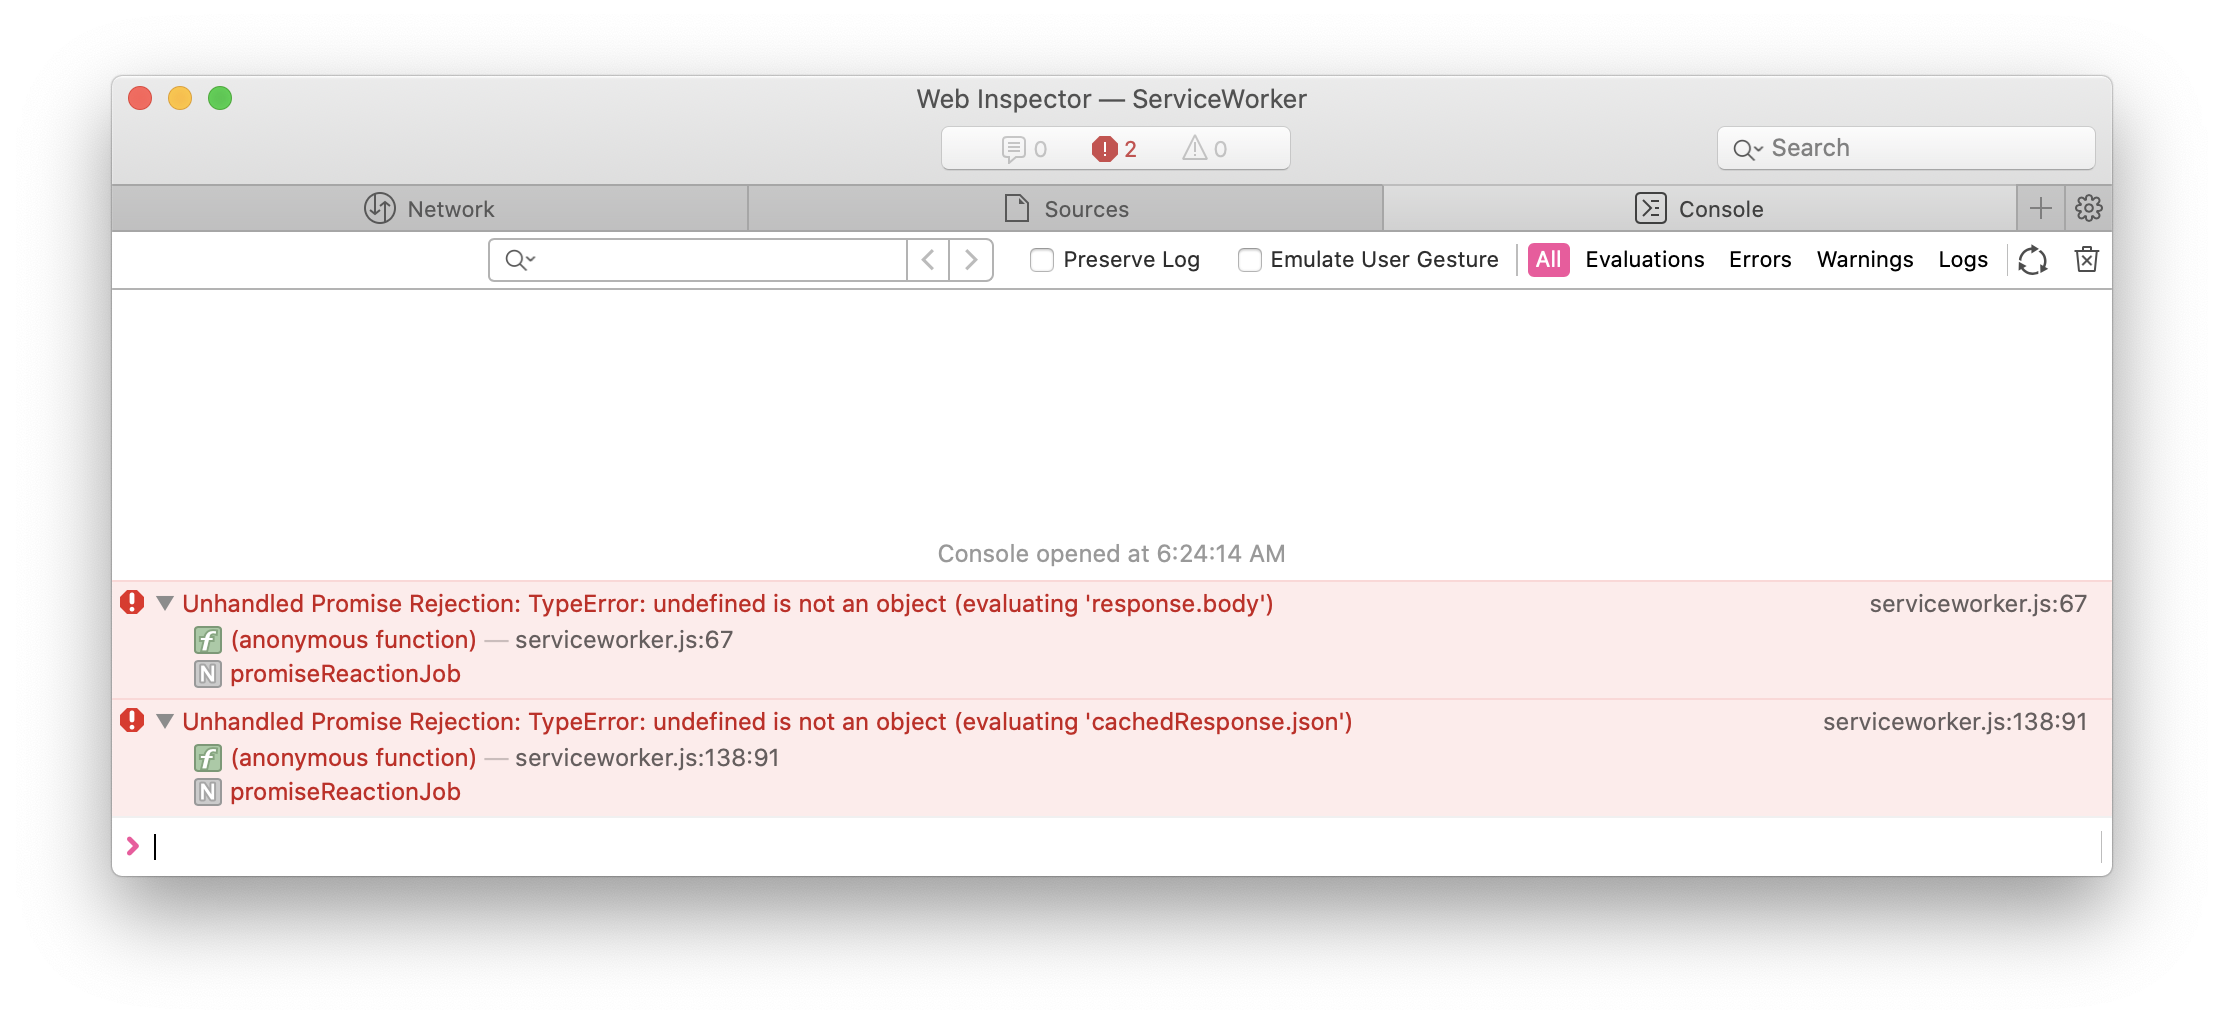 Web Inspector — ServiceWorker
0 2 0
Search
Network Sources Console
Preserve Log Emulate User Gesture All Evaluations Errors Warnings Logs
Console opened at 6:24:14 AM
Unhandled Promise Rejection: TypeError: undefined is not an object (evaluating 'response.body') serviceworker.js:67
f (anonymous function) — serviceworker.js:67
N promiseReactionJob
Unhandled Promise Rejection: TypeError: undefined is not an object (evaluating 'cachedResponse.json') serviceworker.js:138:91
f (anonymous function) — serviceworker.js:138:91
N promiseReactionJob